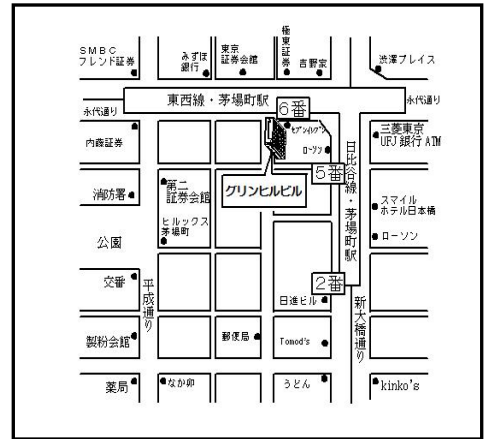 SMBC
フレンド証券
みずほ
銀行
東京
証券会館
極東証券
吉野家
渋澤プレイス
永代通り
東西線・茅場町駅
6番
永代通り
内藤証券
セブンイレブン
ローソン
三菱東京
UFJ銀行ATM
5番
日比谷線・茅場町駅
消防署
第二
証券会館
グリンヒルビル
スマイル
ホテル日本橋
ヒルックス
茅場町
ローソン
公園
交番
平成通り
2番
日進ビル
新大橋通り
製粉会館
郵便局
Tomod's
薬局
なか卯
うどん
kinko's